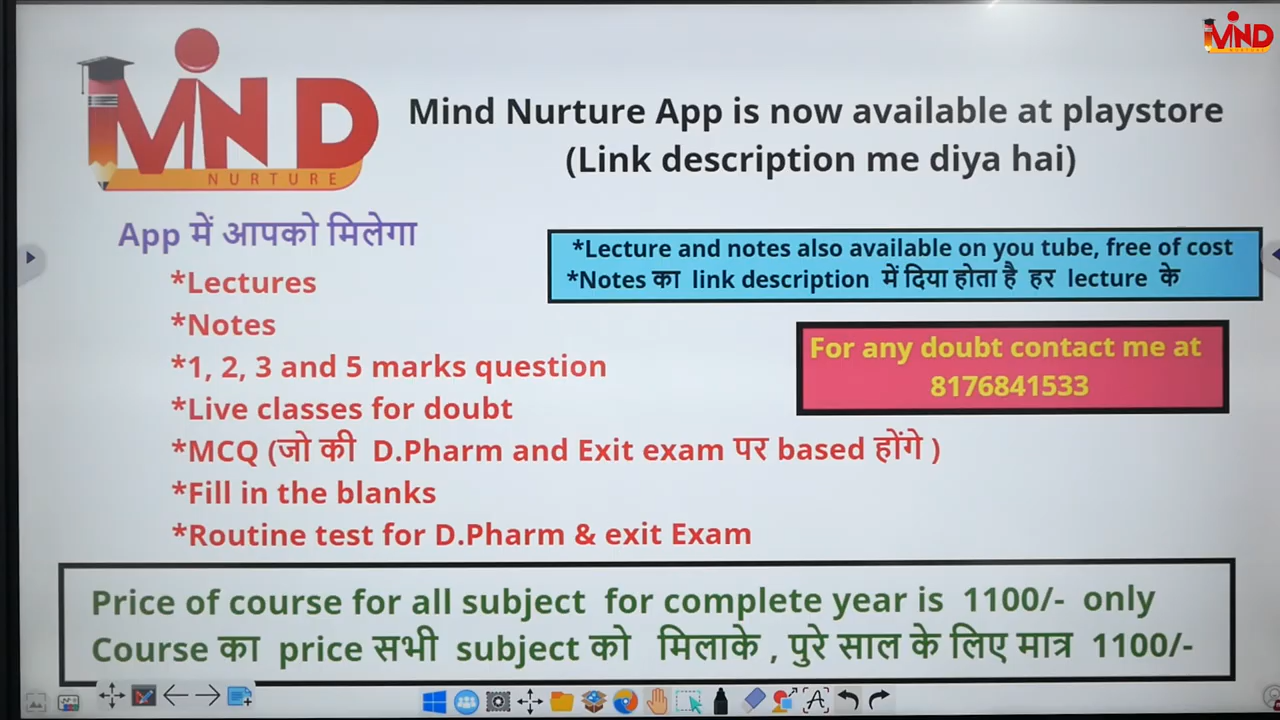 MIND
NURTURE
MIND
NURTURE
Mind Nurture App is now available at playstore
(Link description me diya hai)
App में आपको मिलेगा
*Lectures
*Notes
*1, 2, 3 and 5 marks question
*Live classes for doubt
*MCQ (जो की D.Pharm and Exit exam पर based होंगे )
*Fill in the blanks
*Routine test for D.Pharm & exit Exam
*Lecture and notes also available on you tube, free of cost
*Notes का link description में दिया होता है हर lecture के
For any doubt contact me at
8176841533
Price of course for all subject for complete year is 1100/- only
Course का price सभी subject को मिलाके , पुरे साल के लिए मात्र 1100/-